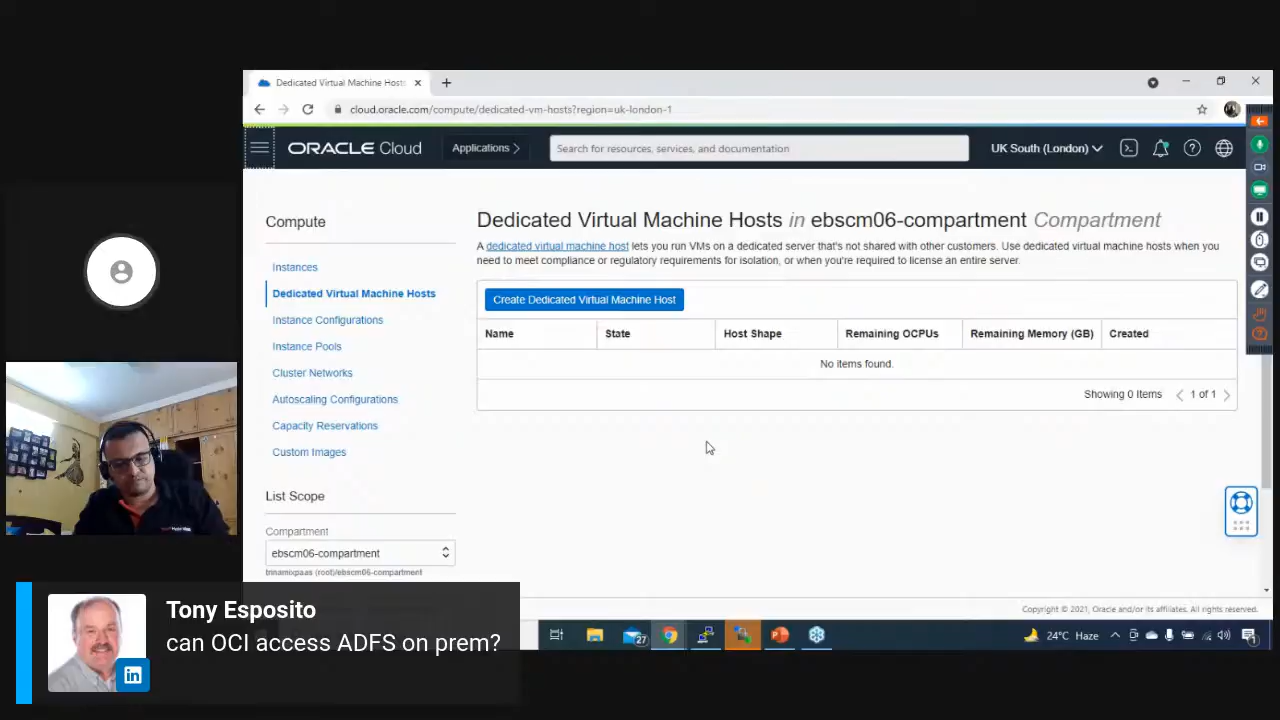 Dedicated Virtual Machine Hosts
cloud.oracle.com/compute/dedicated-vm-hosts?region=uk-london-1
ORACLE Cloud
Applications
Search for resources, services, and documentation
UK South (London)
Compute
Instances
Dedicated Virtual Machine Hosts
Instance Configurations
Instance Pools
Cluster Networks
Autoscaling Configurations
Capacity Reservations
Custom Images
List Scope
Compartment
ebscm06-compartment
trinamixpaas (root)/ebscm06-compartment
Dedicated Virtual Machine Hosts in ebscm06-compartment Compartment
A dedicated virtual machine host lets you run VMs on a dedicated server that's not shared with other customers. Use dedicated virtual machine hosts when you
need to meet compliance or regulatory requirements for isolation, or when you're required to license an entire server.
Create Dedicated Virtual Machine Host
Name State Host Shape Remaining OCPUs Remaining Memory (GB) Created
No items found.
Showing 0 Items 1 of 1
Copyright © 2021, Oracle and/or its affiliates. All rights reserved.
27
24°C Haze
Tony Esposito
can OCI access ADFS on prem?
in